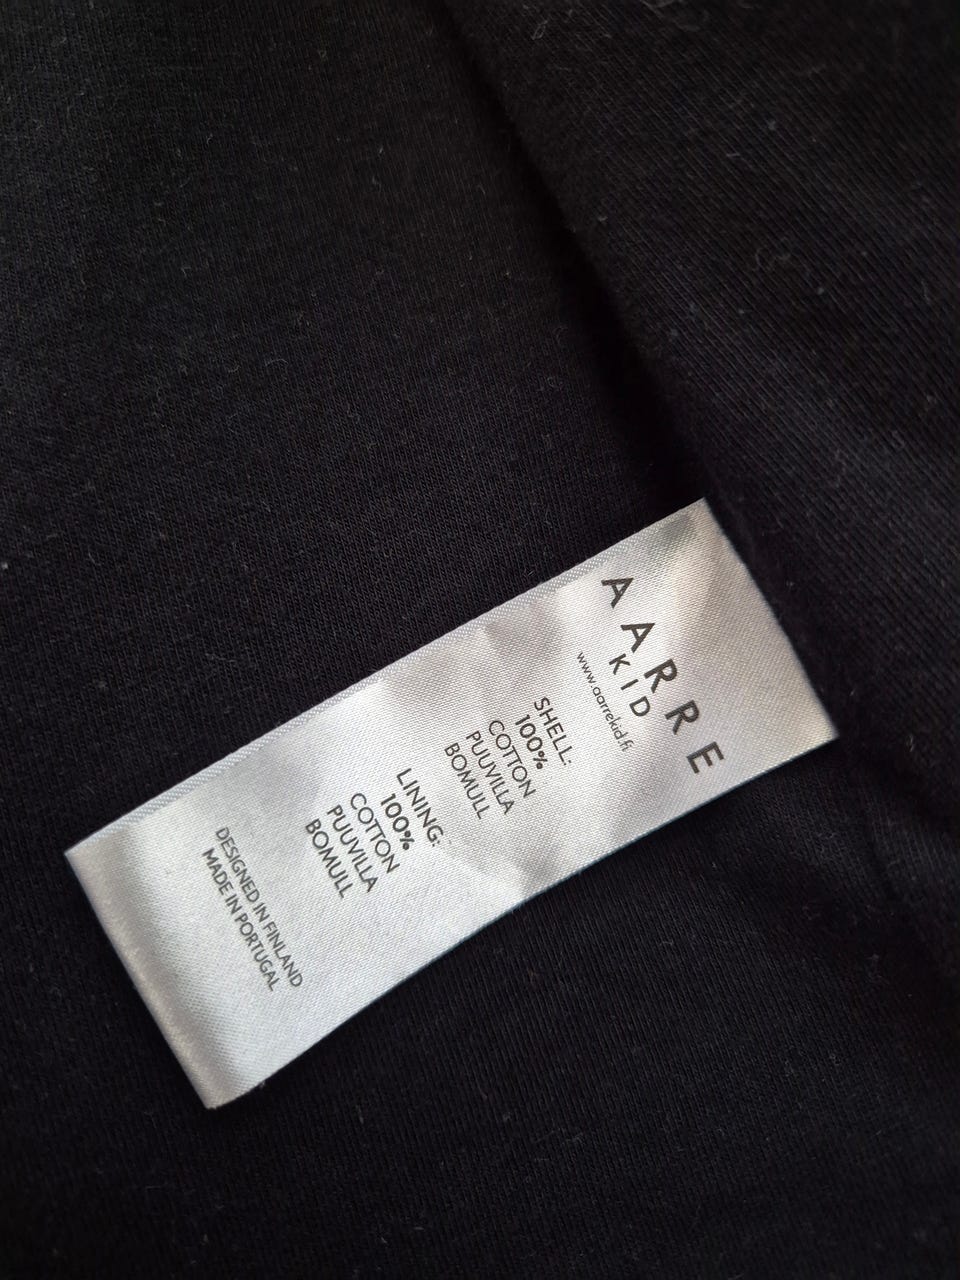 AARRE
KID
www.aarrekid.fi
SHELL:
100%
COTTON
PUUVILLA
BOMULL
LINING:
100%
COTTON
PUUVILLA
BOMULL
DESIGNED IN FINLAND
MADE IN PORTUGAL